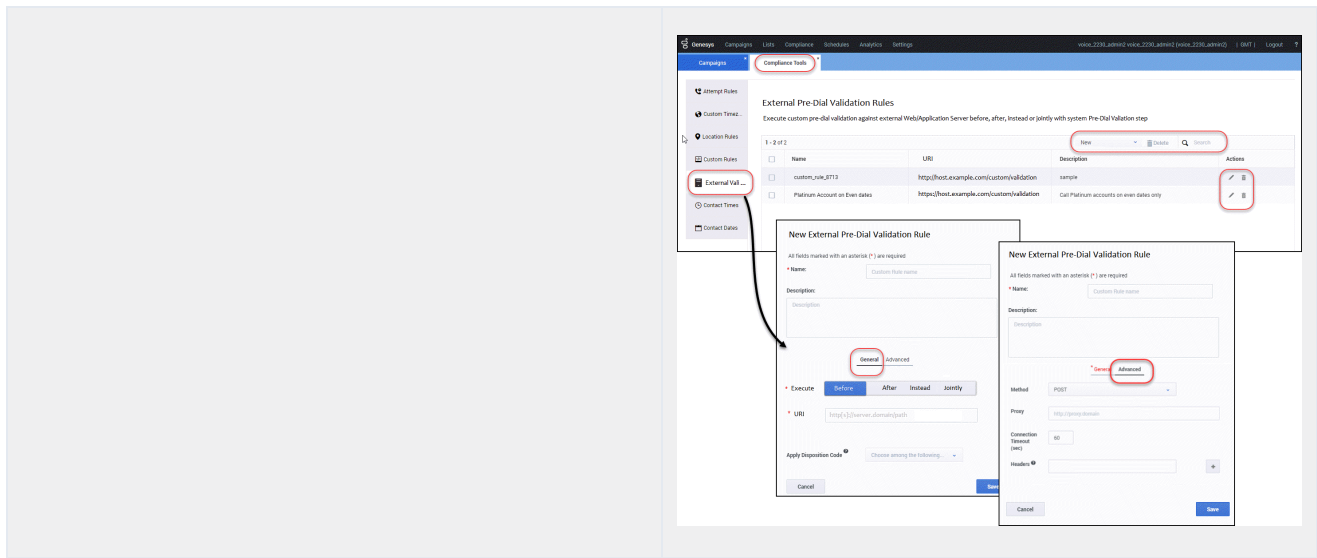 Genesys Campaigns Lists Compliance Schedules Analytics Settings voice_2230_admin2 voice_2230_admin2 (voice_2230_admin2) | GMT | Logout ?
Campaigns × Compliance Tools ×
Attempt Rules
Custom Timez...
Location Rules
Custom Rules
External Vall ...
Contact Times
Contact Dates
External Pre-Dial Validation Rules
Execute custom pre-dial validation against external Web/Application Server before, after, instead or jointly with system Pre-Dial Valiation step
1 - 2 of 2 New Delete Search
Name URI Description Actions
custom_rule_8713 http://host.example.com/custom/validation sample
Platinum Account on Even dates https://host.example.com/custom/validation Call Platinum accounts on even dates only
New External Pre-Dial Validation Rule
All fields marked with an asterisk (* ) are required
* Name: Custom Rule name
Description:
Description
General Advanced
* Execute Before After Instead Jointly
* URI http[s]://server.domain/path
Apply Disposition Code Choose among the following...
Cancel Save
New External Pre-Dial Validation Rule
All fields marked with an asterisk (* ) are required
* Name: Custom Rule name
Description:
Description
* General Advanced
Method POST
Proxy http://proxy.domain
Connection
Timeout 60
(sec)
Headers +
Cancel Save